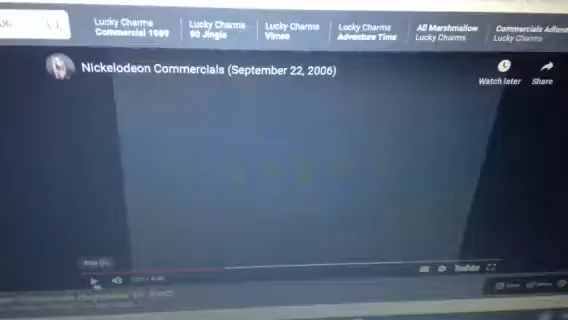 Lucky Charms
Commercial 1989
Lucky Charms
90 Jingle
Lucky Charms
Vimeo
Lucky Charms
Adventure Time
All Marshmallow
Lucky Charms
Lucky Charms
Nickelodeon Commercials (September 22, 2006)
Watch later
Share
YouTube